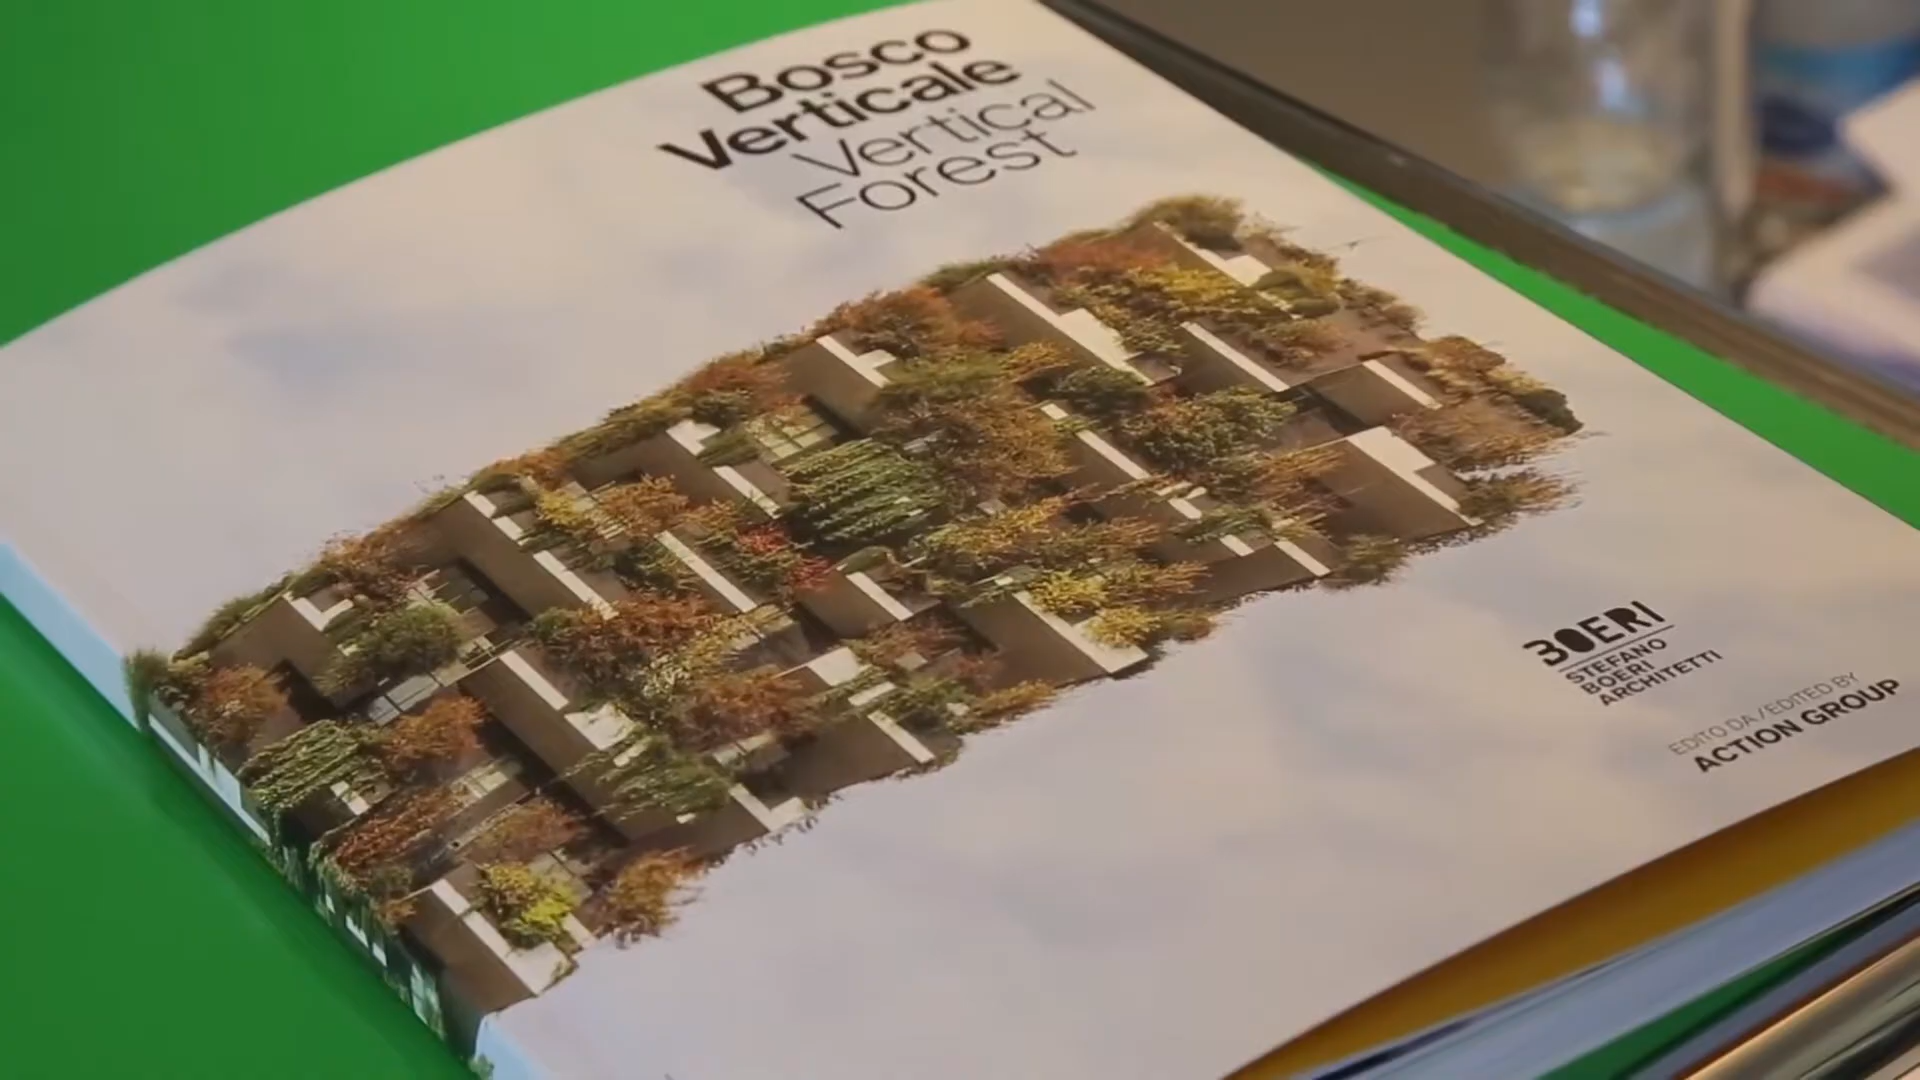 Bosco
Verticale
Vertical
Forest
BOERI
STEFANO
BOERI
ARCHITETTI
EDITO DA / EDITED BY
ACTION GROUP